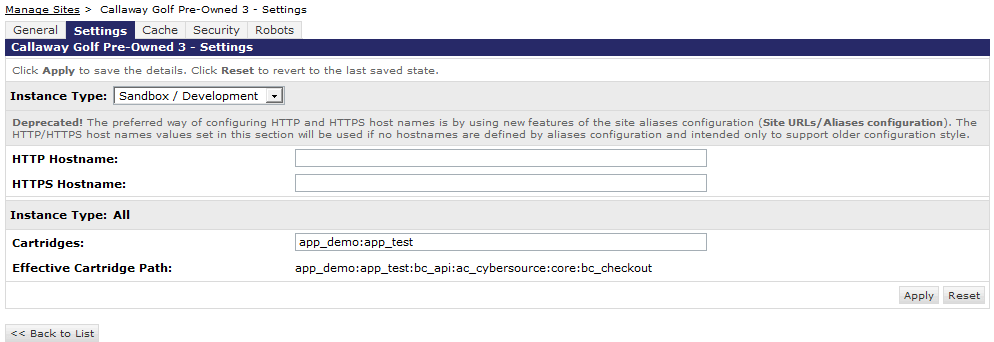 Manage Sites > Callaway Golf Pre-Owned 3 - Settings
General Settings Cache Security Robots
Callaway Golf Pre-Owned 3 - Settings
Click Apply to save the details. Click Reset to revert to the last saved state.
Instance Type: Sandbox / Development
Deprecated! The preferred way of configuring HTTP and HTTPS host names is by using new features of the site aliases configuration (Site URLs/Aliases configuration). The
HTTP/HTTPS host names values set in this section will be used if no hostnames are defined by aliases configuration and intended only to support older configuration style.
HTTP Hostname:
HTTPS Hostname:
Instance Type: All
Cartridges: app_demo:app_test
Effective Cartridge Path: app_demo:app_test:bc_api:ac_cybersource:core:bc_checkout
Apply Reset
<< Back to List